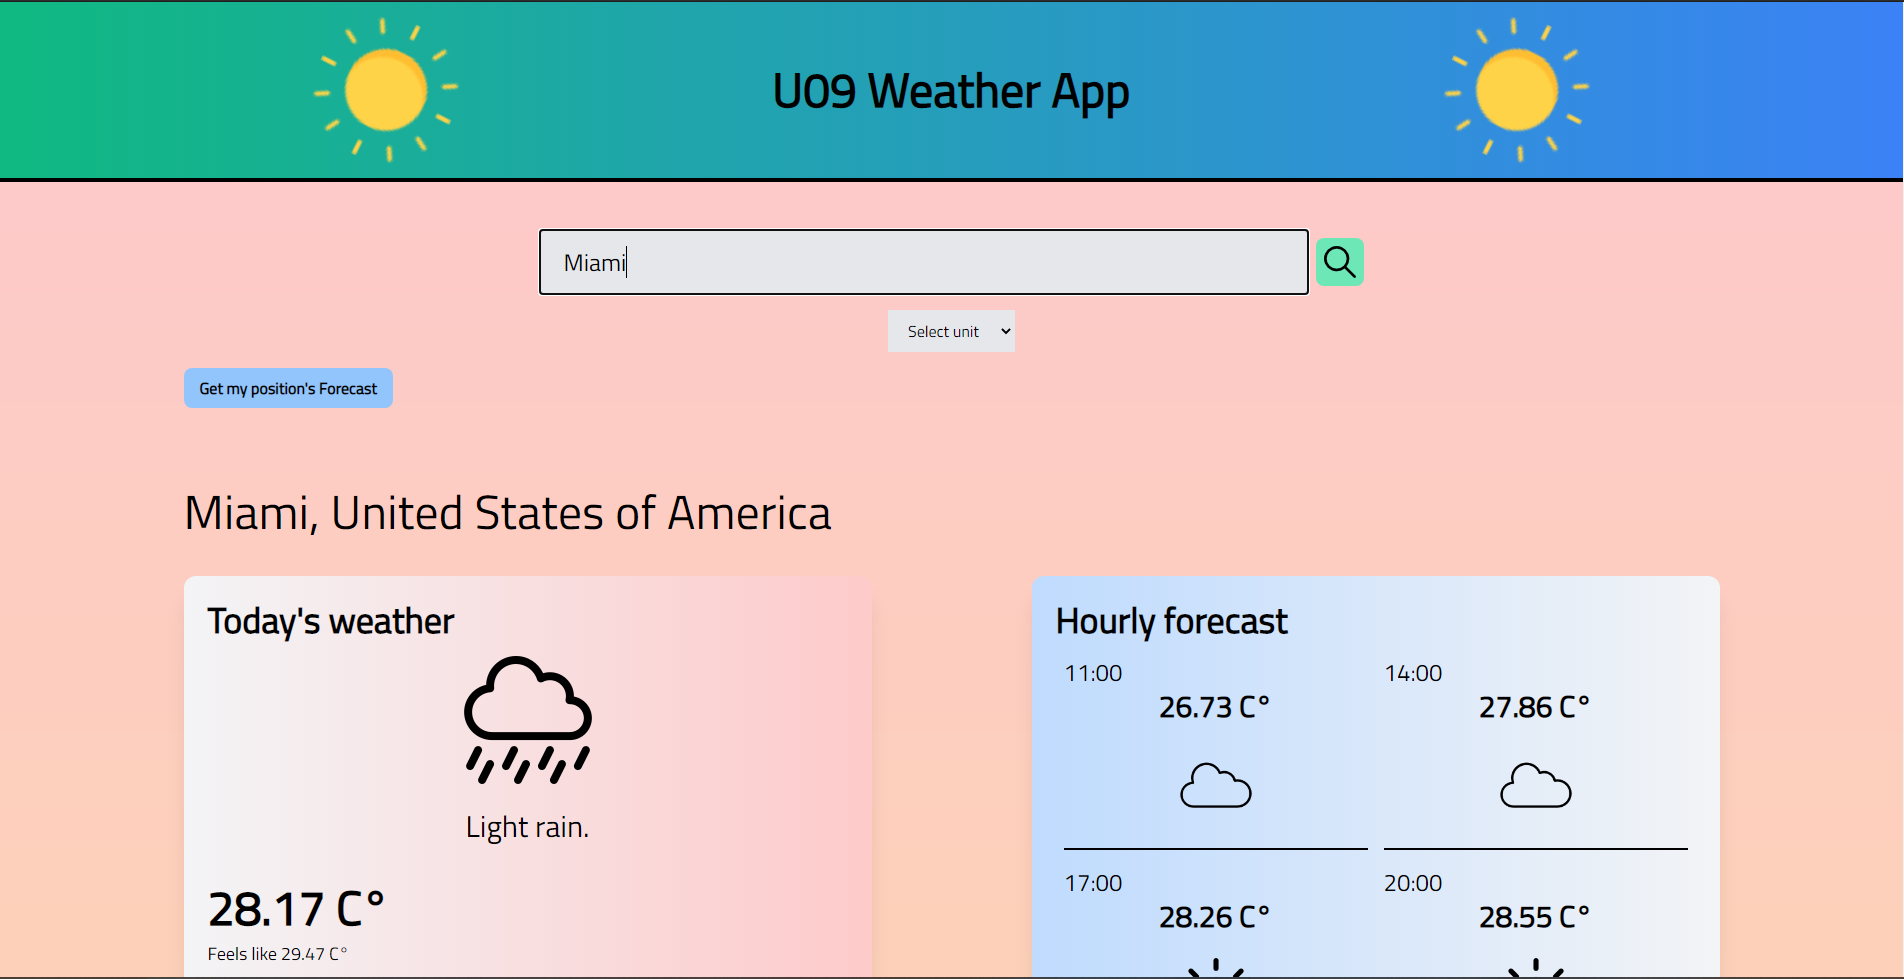 U09 Weather App
Miami
Select unit
Get my position's Forecast
Miami, United States of America
Today's weather
Light rain.
28.17 C°
Feels like 29.47 C°
Hourly forecast
11:00
26.73 C°
14:00
27.86 C°
17:00
28.26 C°
20:00
28.55 C°